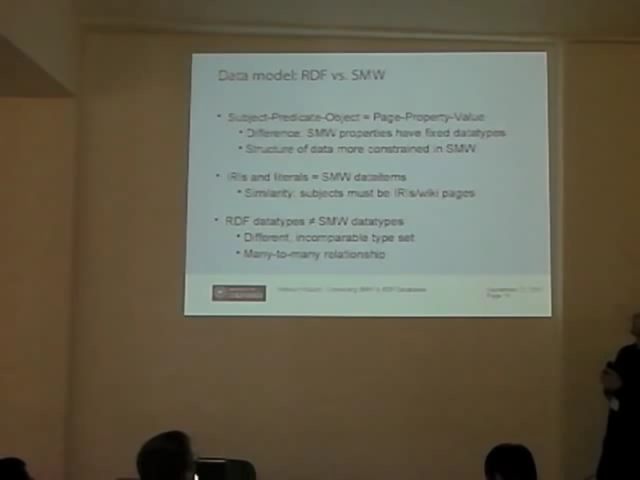 Data model: RDF vs. SMW
• Subject-Predicate-Object = Page-Property-Value
• Difference: SMW properties have fixed datatypes
• Structure of data more constrained in SMW
• IRIs and literals = SMW dataitems
• Similarity: subjects must be IRIs/wiki pages
• RDF datatypes ≠ SMW datatypes
• Different, incomparable type set
• Many-to-many relationship